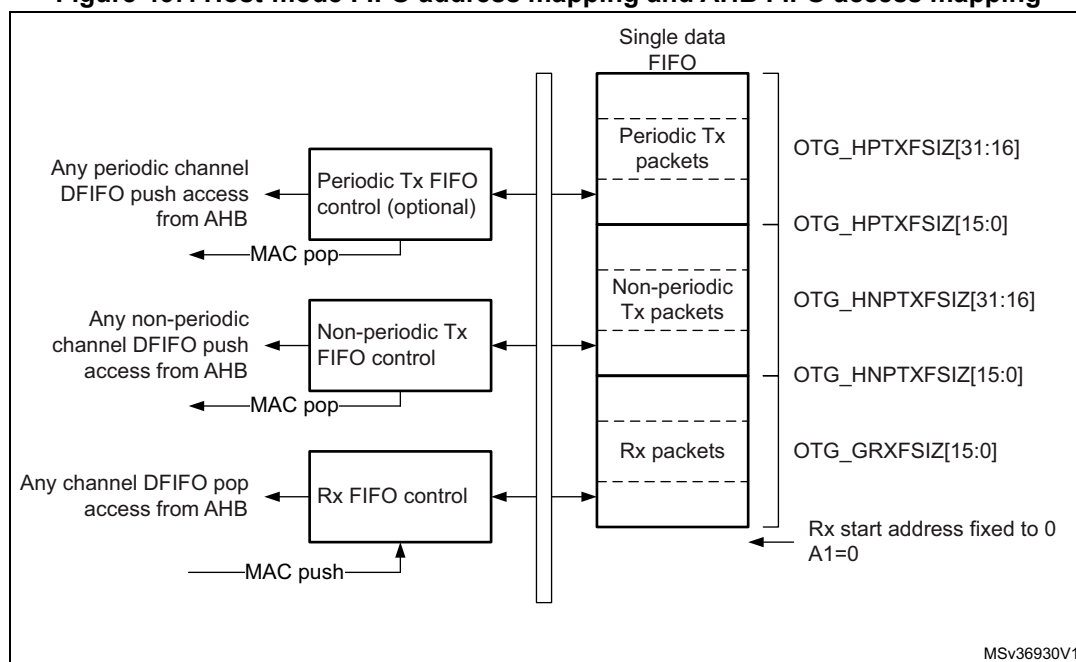 Figure Host-mode FIFO address mapping and AHB FIFO access mapping
Single data
FIFO
Periodic Tx
packets
OTG_HPTXFSIZ[31:16]
Any periodic channel
DFIFO push access
from AHB
Periodic Tx FIFO
control (optional)
MAC pop
OTG_HPTXFSIZ[15:0]
Non-periodic
Tx packets
OTG_HNPTXFSIZ[31:16]
Any non-periodic
channel DFIFO push
access from AHB
Non-periodic Tx
FIFO control
MAC pop
OTG_HNPTXFSIZ[15:0]
Rx packets
OTG_GRXFSIZ[15:0]
Any channel DFIFO pop
access from AHB
Rx FIFO control
Rx start address fixed to 0
A1=0
MAC push
MSv36930V1